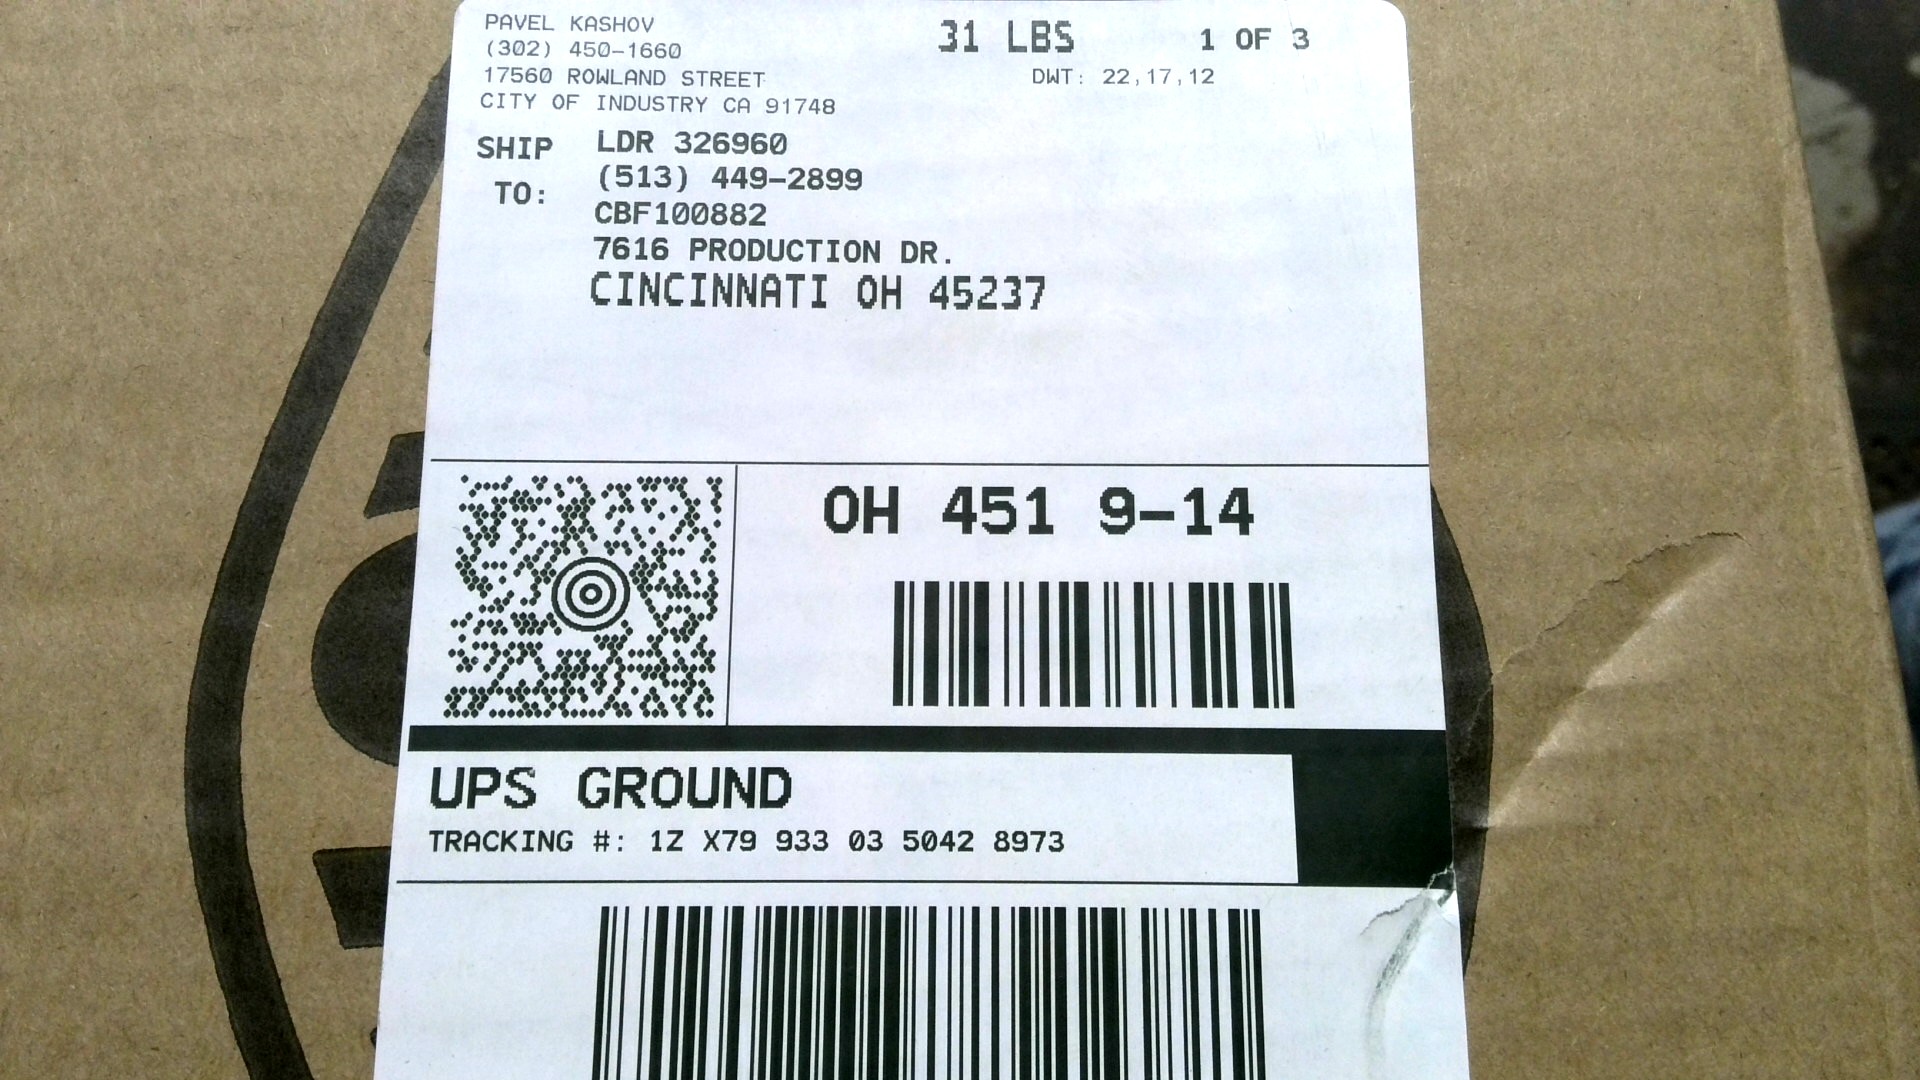 PAVEL KASHOV
(302) 450-1660
17560 ROWLAND STREET
CITY OF INDUSTRY CA 91748
31 LBS
1 OF 3
DWT: 22,17,12
SHIP TO:
LDR 326960
(513) 449-2899
CBF100882
7616 PRODUCTION DR.
CINCINNATI OH 45237
OH 451 9-14
UPS GROUND
TRACKING #: 1Z X79 933 03 5042 8973